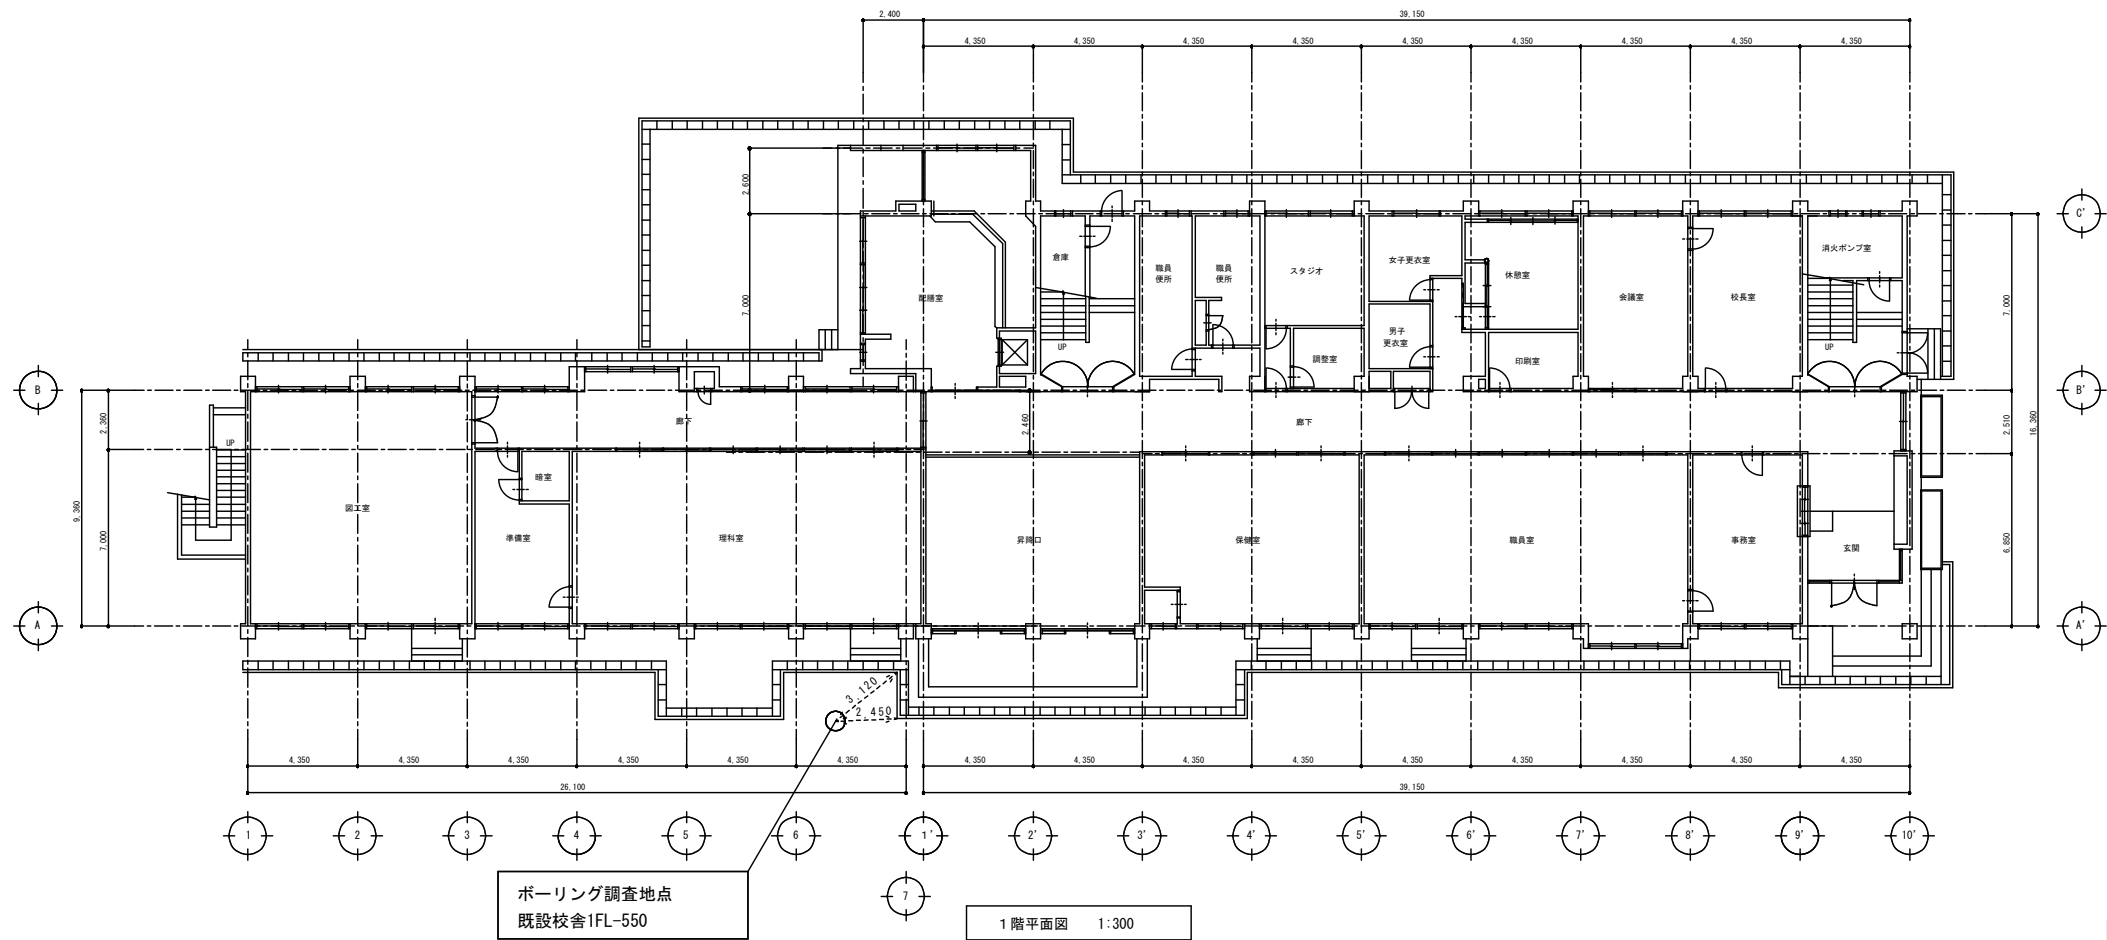 2,400
39,150
4,350 4,350 4,350 4,350 4,350 4,350 4,350 4,350 4,350
2,600
7,000
C'
倉庫
職員
便所
職員
便所
スタジオ
女子更衣室
休憩室
会議室
校長室
消火ポンプ室
配膳室
男子
更衣室
調整室
印刷室
UP
UP
7,000
B
B'
2,360
UP
廊下
2,460
廊下
2,510
16,360
暗室
図工室
準備室
理科室
昇降口
保健室
職員室
事務室
玄関
9,360
7,000
6,850
A
A'
3,120
2,450
4,350 4,350 4,350 4,350 4,350 4,350 4,350 4,350 4,350 4,350 4,350 4,350 4,350 4,350 4,350
26,100
39,150
1 2 3 4 5 6 1' 2' 3' 4' 5' 6' 7' 8' 9' 10'
7
ボーリング調査地点
既設校舎1FL-550
1階平面図 1:300